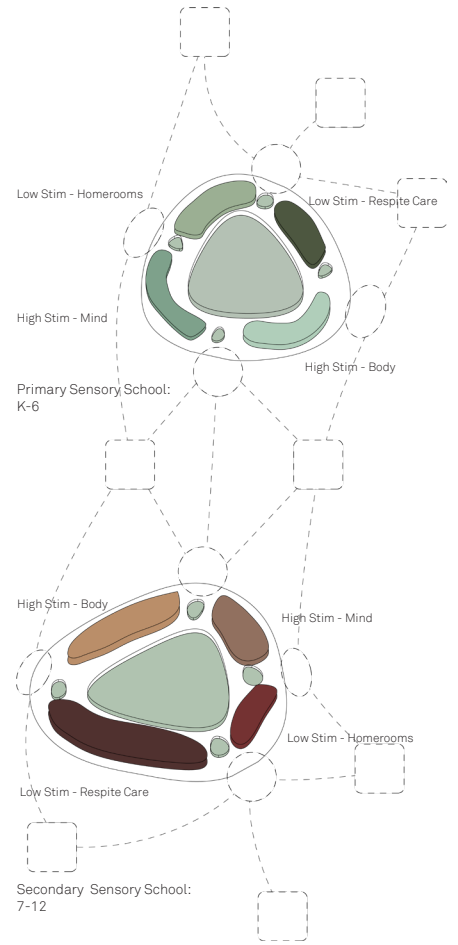 Low Stim - Homerooms
Low Stim - Respite Care
High Stim - Mind
High Stim - Body
Primary Sensory School:
K-6
High Stim - Body
High Stim - Mind
Low Stim - Homerooms
Low Stim - Respite Care
Secondary  Sensory School:
7-12